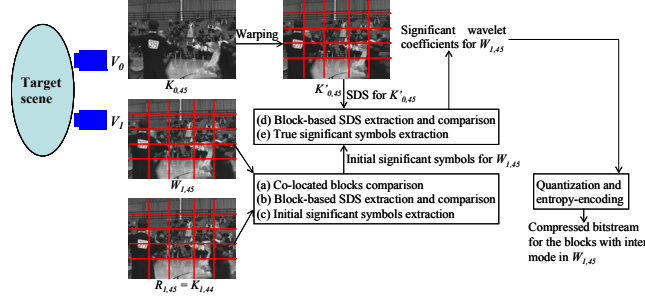 Target
scene
V0
V1
K0,45
Warping
K'0,45
SDS for K'0,45
Significant wavelet
coefficients for W1,45
(d) Block-based SDS extraction and comparison
(e) True significant symbols extraction
Initial significant symbols for W1,45
W1,45
(a) Co-located blocks comparison
(b) Block-based SDS extraction and comparison
(c) Initial significant symbols extraction
R1,45 = K1,44
Quantization and
entropy-encoding
Compressed bitstream
for the blocks with inter
mode in W1,45